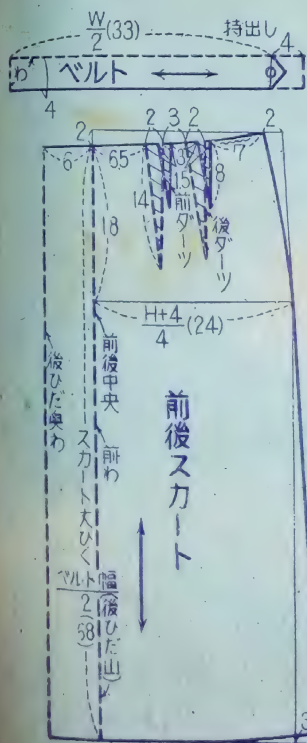 W/2(33)
持出し
4
わ
ベルト
4
2
2
3
2
2
6
6.5
3
7
14
15
8
前ダーツ
後ダーツ
18
H+4/4(24)
後ひだ奥わ
前後中央
前わ
(後ひだ山)
スカート丈ひく
ベルト幅/2(58)
前後スカート
3